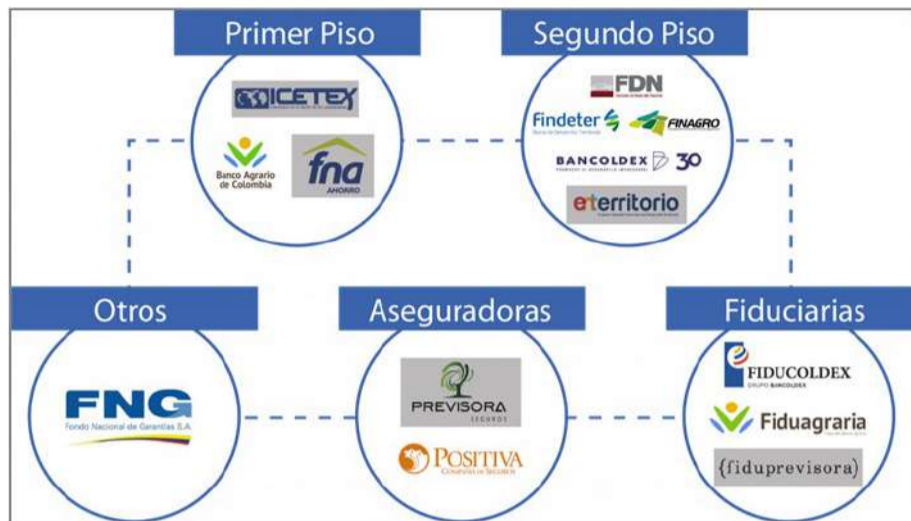 Primer Piso
ICETEX
Banco Agrario
de Colombia
fna
AHORRO
Segundo Piso
FDN
Findeter
FINAGRO
BANCOLDEX 30
enterritorio
Otros
FNG
Fondo Nacional de Garantías S.A.
Aseguradoras
PREVISORA
SEGUROS
POSITIVA
COMPAÑÍA DE SEGUROS
Fiduciarias
FIDUCOLDEX
GRUPO BANCOLDEX
Fiduagraria
{fiduprevisora)